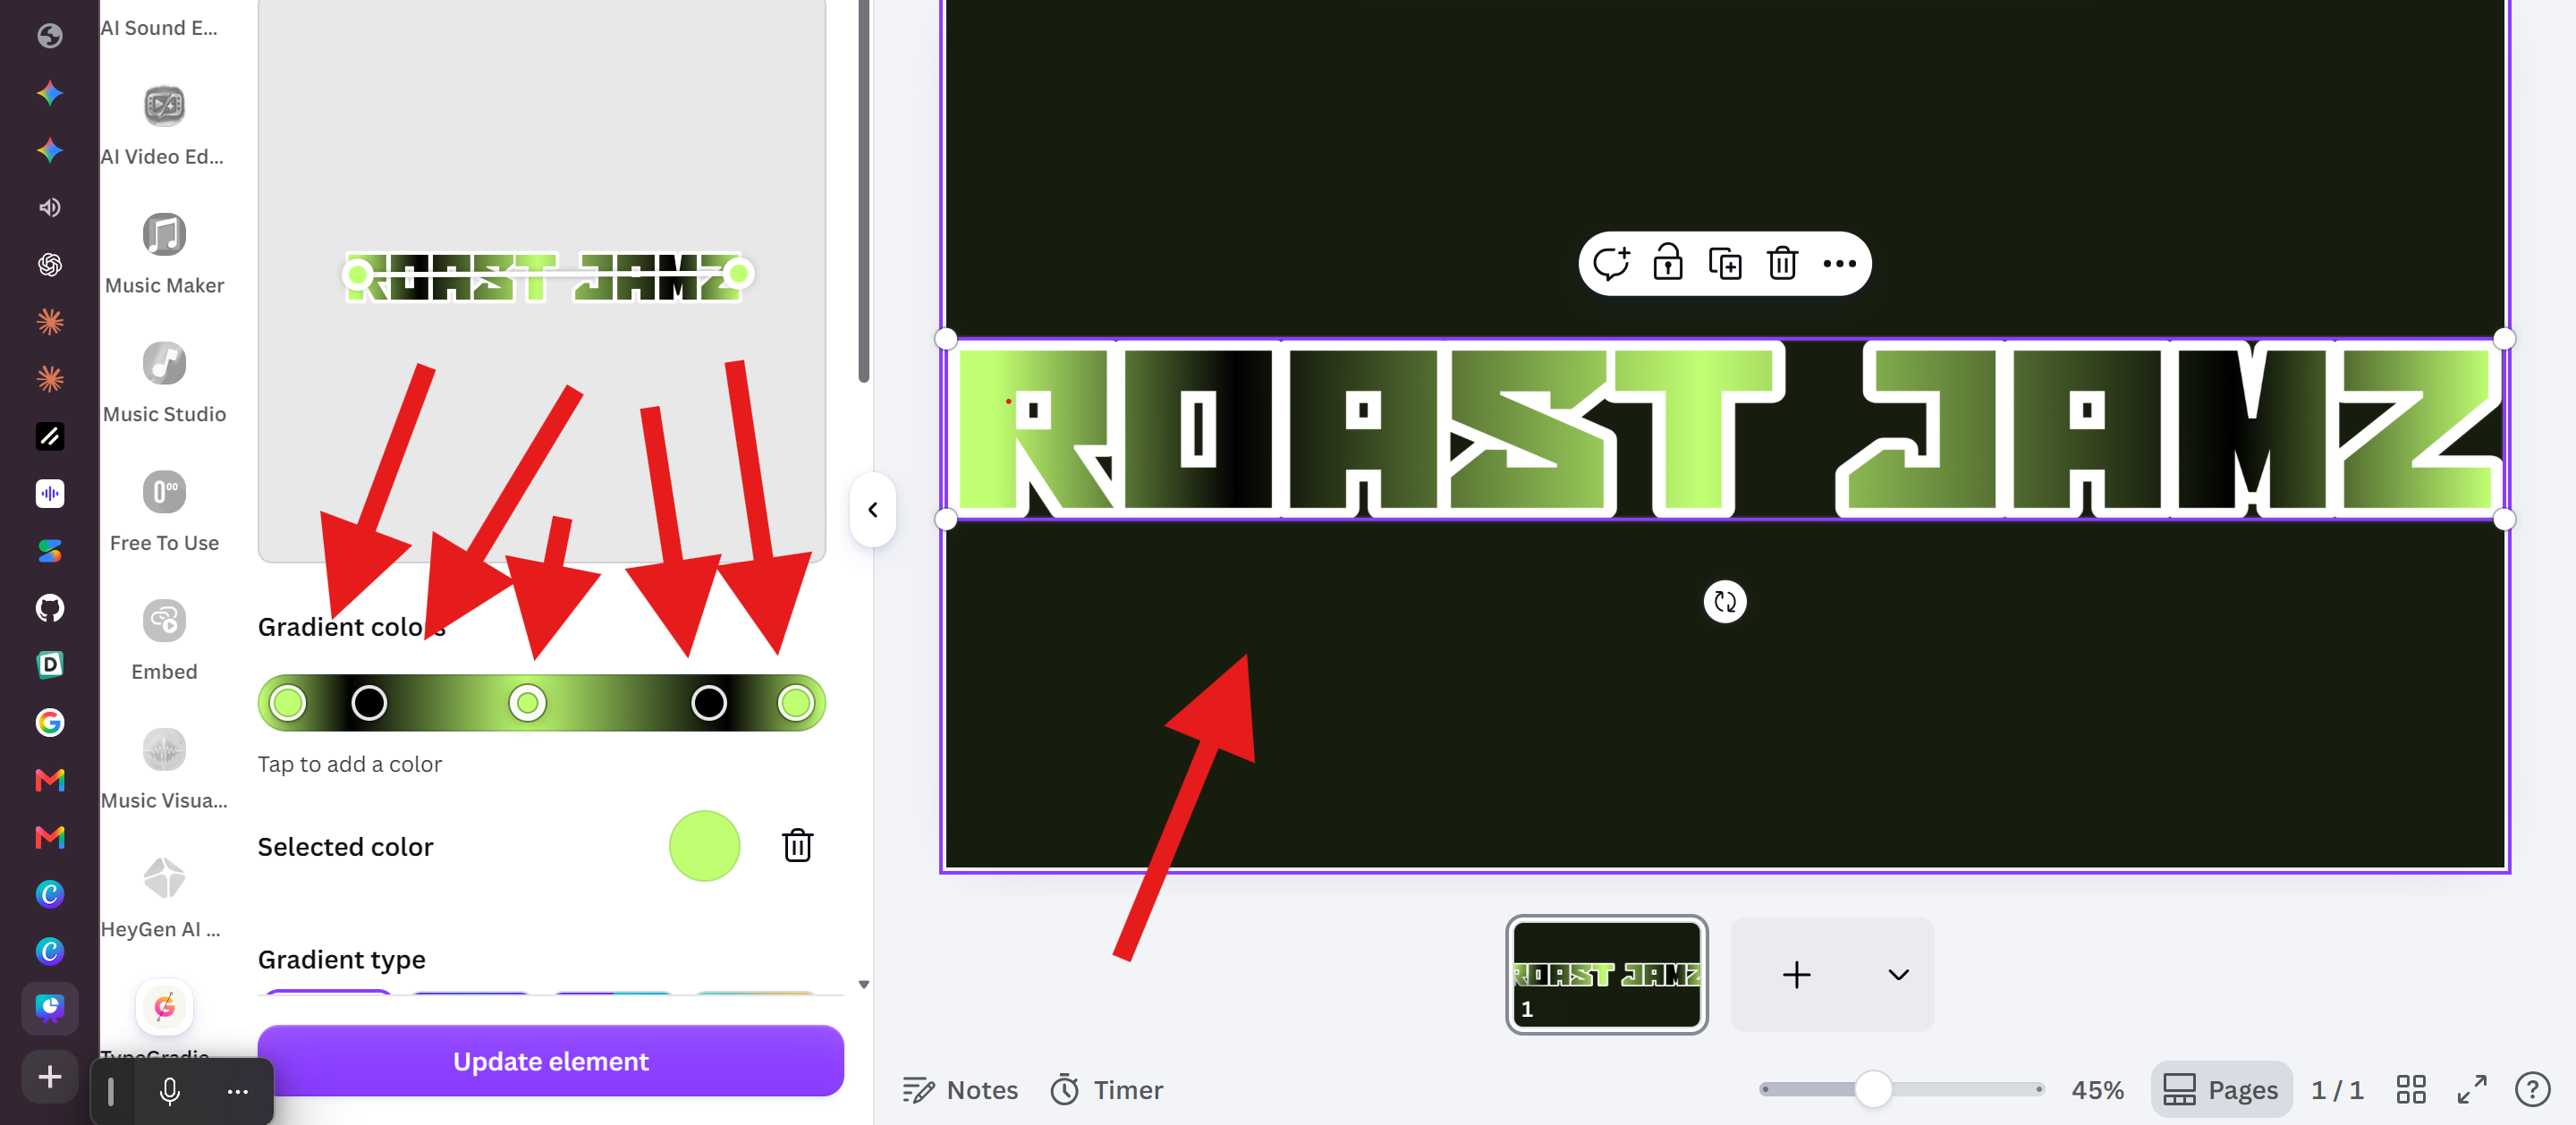 AI Sound E...
AI Video Ed...
Music Maker
Music Studio
Free To Use
Embed
Music Visua...
HeyGen AI ...
ROAST JAMZ
Gradient colors
Tap to add a color
Selected color
Gradient type
Update element
ROAST JAMZ
ROAST JAMZ
1
Notes
Timer
45%
Pages
1 / 1